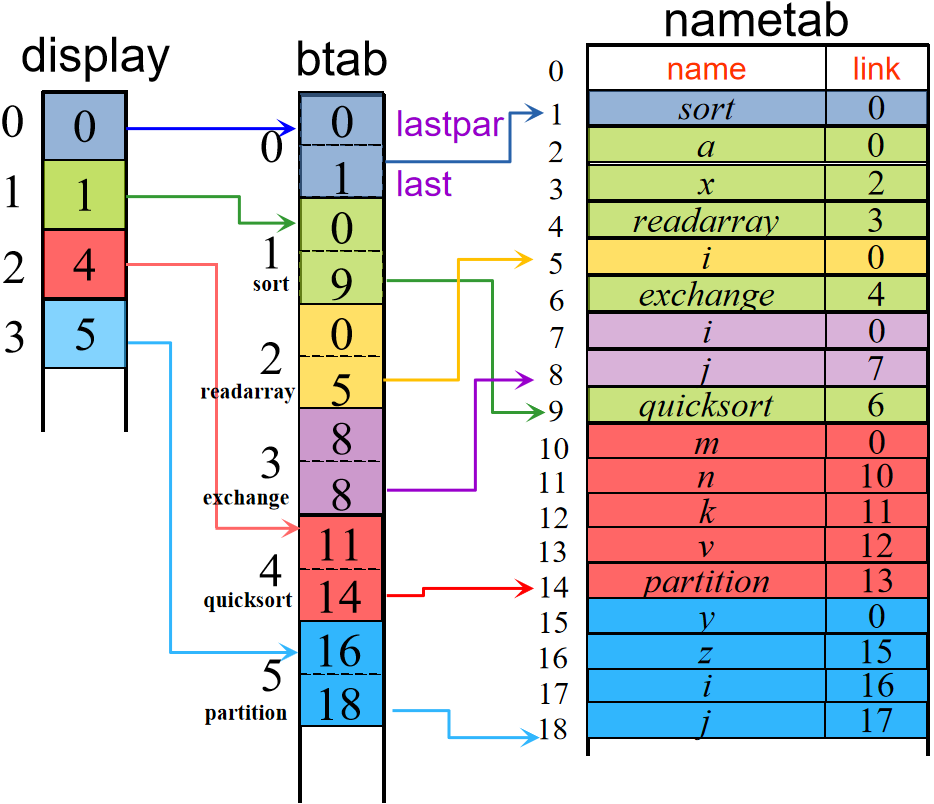 display
btab
nametab
0 0
1 1
2 4
3 5
0
0 lastpar
1 last
1
sort
0
9
2
readarray
0
5
3
exchange
8
8
4
quicksort
11
14
5
partition
16
18
0 name link
1 sort 0
2 a 0
3 x 2
4 readarray 3
5 i 0
6 exchange 4
7 i 0
8 j 7
9 quicksort 6
10 m 0
11 n 10
12 k 11
13 v 12
14 partition 13
15 y 0
16 z 15
17 i 16
18 j 17